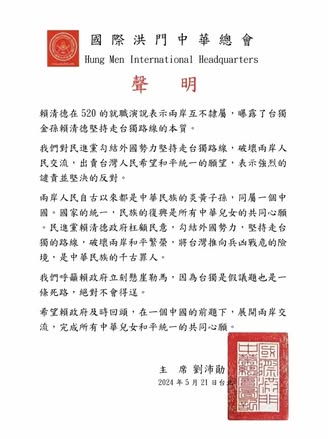 國際洪門中華總會
Hung Men International Headquarters
聲明
賴清德在 520 的就職演說表示兩岸互不隸屬，曝露了台獨
金孫賴清德堅持走台獨路線的本質。
我們對民進黨勾結外國勢力堅持走台獨路線，破壞兩岸人
民交流，出賣台灣人民希望和平統一的願望，表示強烈的
譴責並堅決的反對。
兩岸人民自古以來都是中華民族的炎黃子孫，同屬一個中
國。國家的統一，民族的復興是所有中華兒女的共同心願
。民進黨賴清德政府枉顧民意，勾結外國勢力，堅持走台
獨的路線，破壞兩岸和平繁榮，將台灣推向兵凶戰危的險
境，是中華民族的千古罪人。
我們呼籲賴政府立刻懸崖勒馬，因為台獨是假議題也是一
條死路，絕對不會得逞。
希望賴政府及時回頭，在一個中國的前題下，展開兩岸交
流，完成所有中華兒女和平統一的共同心願。
主 席 劉沛勛
2024 年 5 月 21 日台北